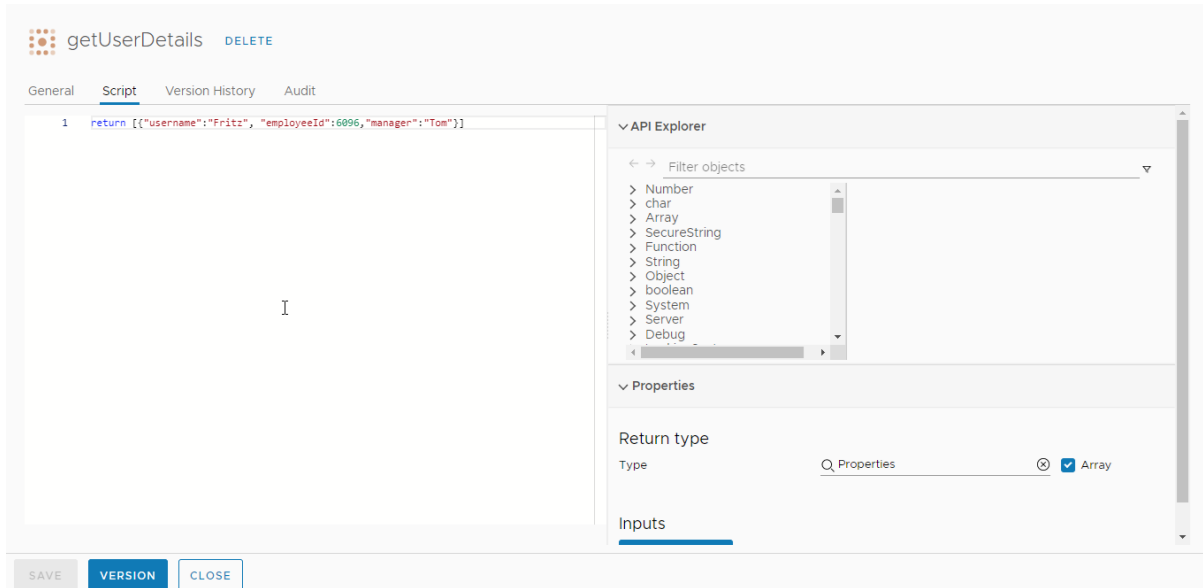 getUserDetails DELETE
General Script Version History Audit
1 return [{"username":"Fritz", "employeeId":6096,"manager":"Tom"}]
API Explorer
Filter objects
Number
char
Array
SecureString
Function
String
Object
boolean
System
Server
Debug
Properties
Return type
Type Properties Array
Inputs
SAVE VERSION CLOSE